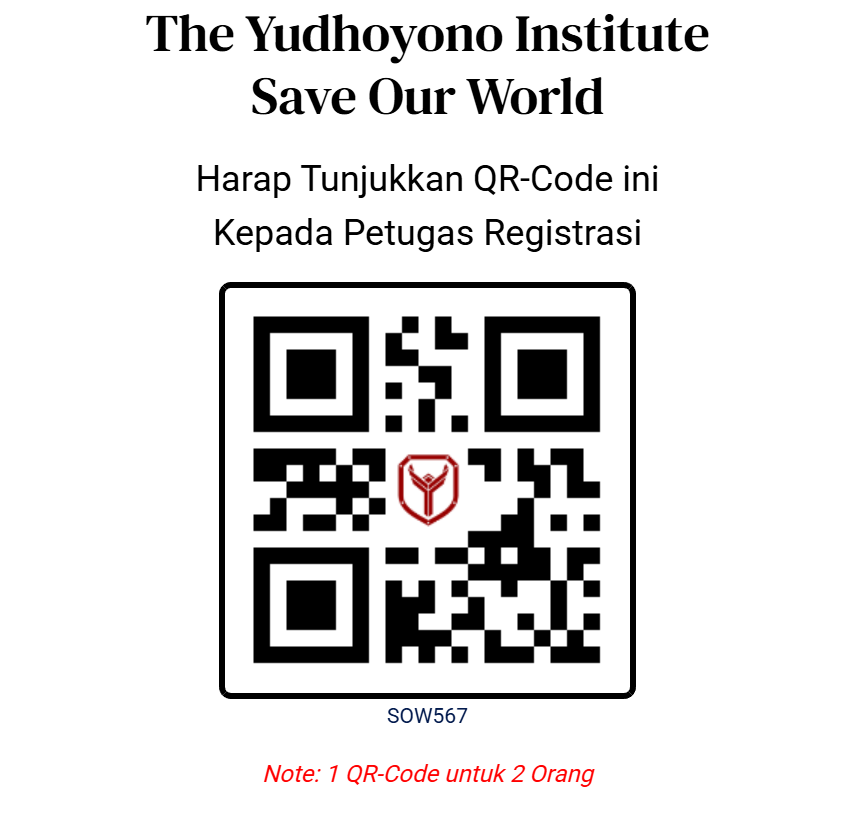 The Yudhoyono Institute
Save Our World
Harap Tunjukkan QR-Code ini
Kepada Petugas Registrasi
SOW567
Note: 1 QR-Code untuk 2 Orang